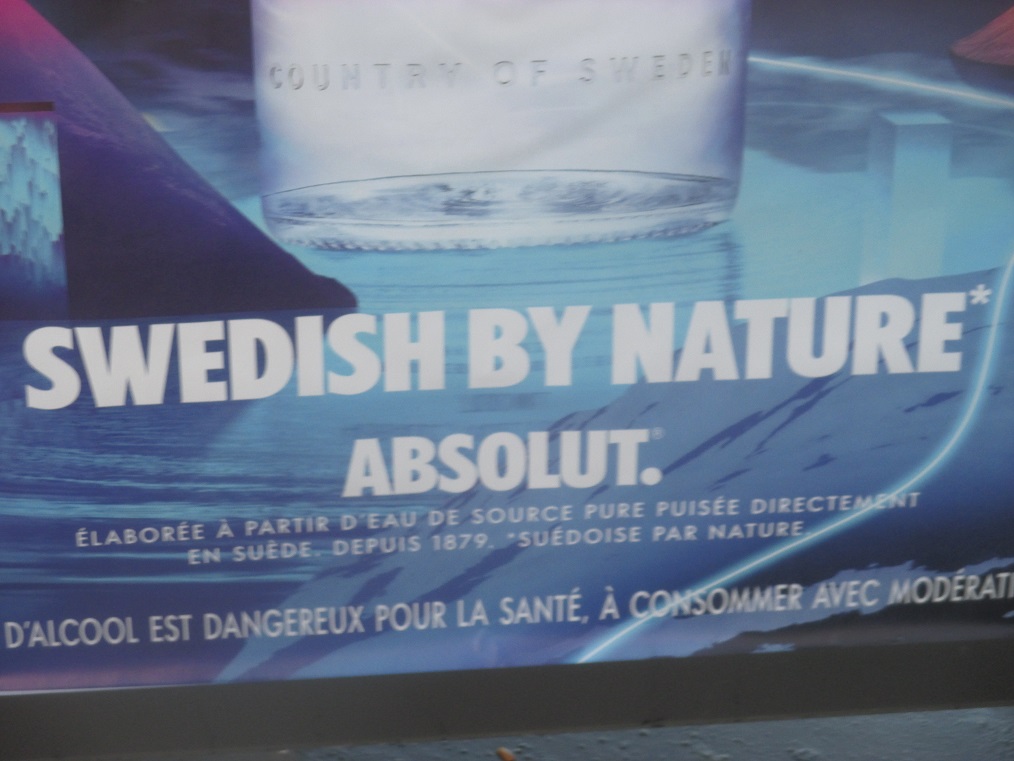 COUNTRY OF SWEDEN
SWEDISH BY NATURE*
ABSOLUT.®
ÉLABORÉE À PARTIR D'EAU DE SOURCE PURE PUISÉE DIRECTEMENT
EN SUÈDE. DEPUIS 1879. *SUÉDOISE PAR NATURE.
D'ALCOOL EST DANGEREUX POUR LA SANTÉ, À CONSOMMER AVEC MODÉRATI